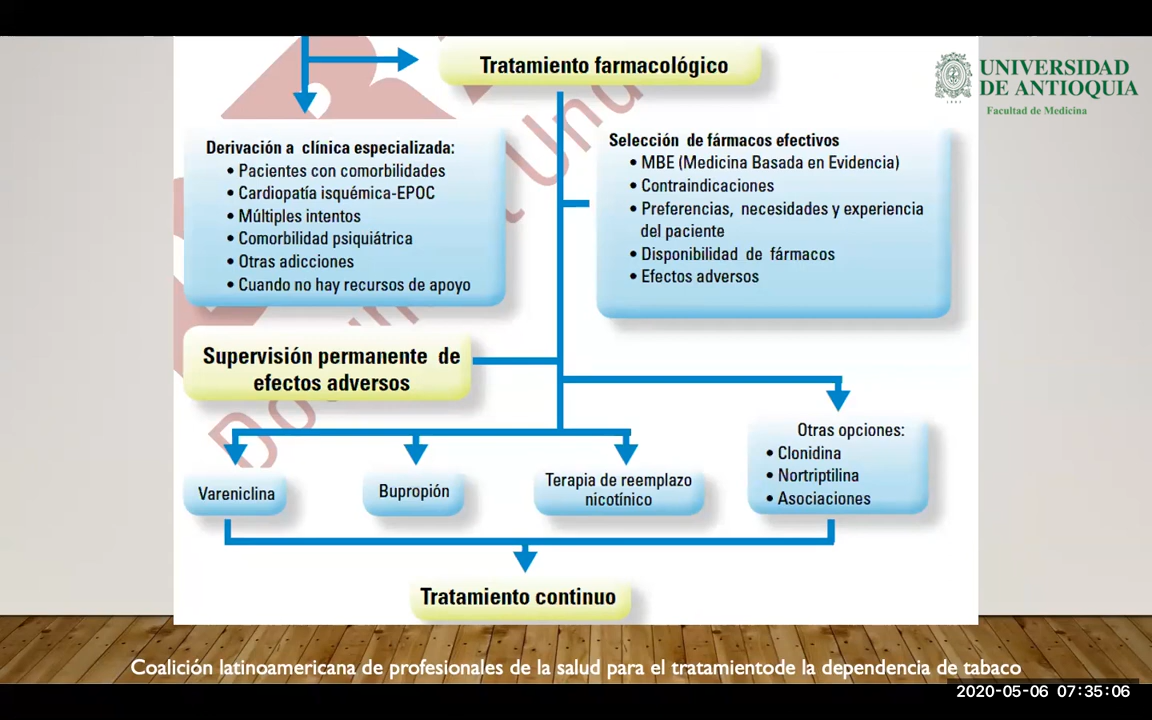 Tratamiento farmacológico
UNIVERSIDAD
DE ANTIOQUIA
Facultad de Medicina
Derivación a clínica especializada:
• Pacientes con comorbilidades
• Cardiopatía isquémica-EPOC
• Múltiples intentos
• Comorbilidad psiquiátrica
• Otras adicciones
• Cuando no hay recursos de apoyo
Selección de fármacos efectivos
• MBE (Medicina Basada en Evidencia)
• Contraindicaciones
• Preferencias, necesidades y experiencia
del paciente
• Disponibilidad de fármacos
• Efectos adversos
Supervisión permanente de
efectos adversos
Vareniclina
Bupropión
Terapia de reemplazo
nicotínico
Otras opciones:
• Clonidina
• Nortriptilina
• Asociaciones
Tratamiento continuo
Coalición latinoamericana de profesionales de la salud para el tratamientode la dependencia de tabaco
2020-05-06 07:35:06